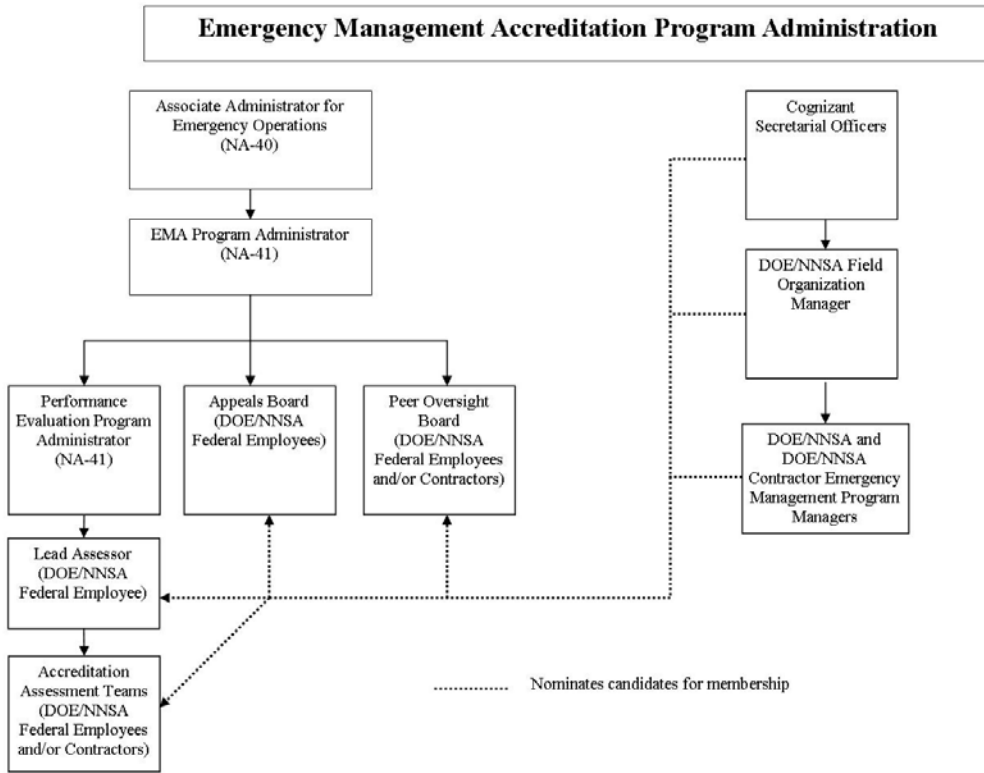 Emergency Management Accreditation Program Administration
Associate Administrator for
Emergency Operations
(NA-40)
Cognizant
Secretarial Officers
EMA Program Administrator
(NA-41)
DOE/NNSA Field
Organization
Manager
Performance
Evaluation Program
Administrator
(NA-41)
Appeals Board
(DOE/NNSA
Federal Employees)
Peer Oversight
Board
(DOE/NNSA
Federal Employees
and/or Contractors)
DOE/NNSA and
DOE/NNSA
Contractor Emergency
Management Program
Managers
Lead Assessor
(DOE/NNSA
Federal Employee)
Accreditation
Assessment Teams
(DOE/NNSA
Federal Employees
and/or Contractors)
Nominates candidates for membership